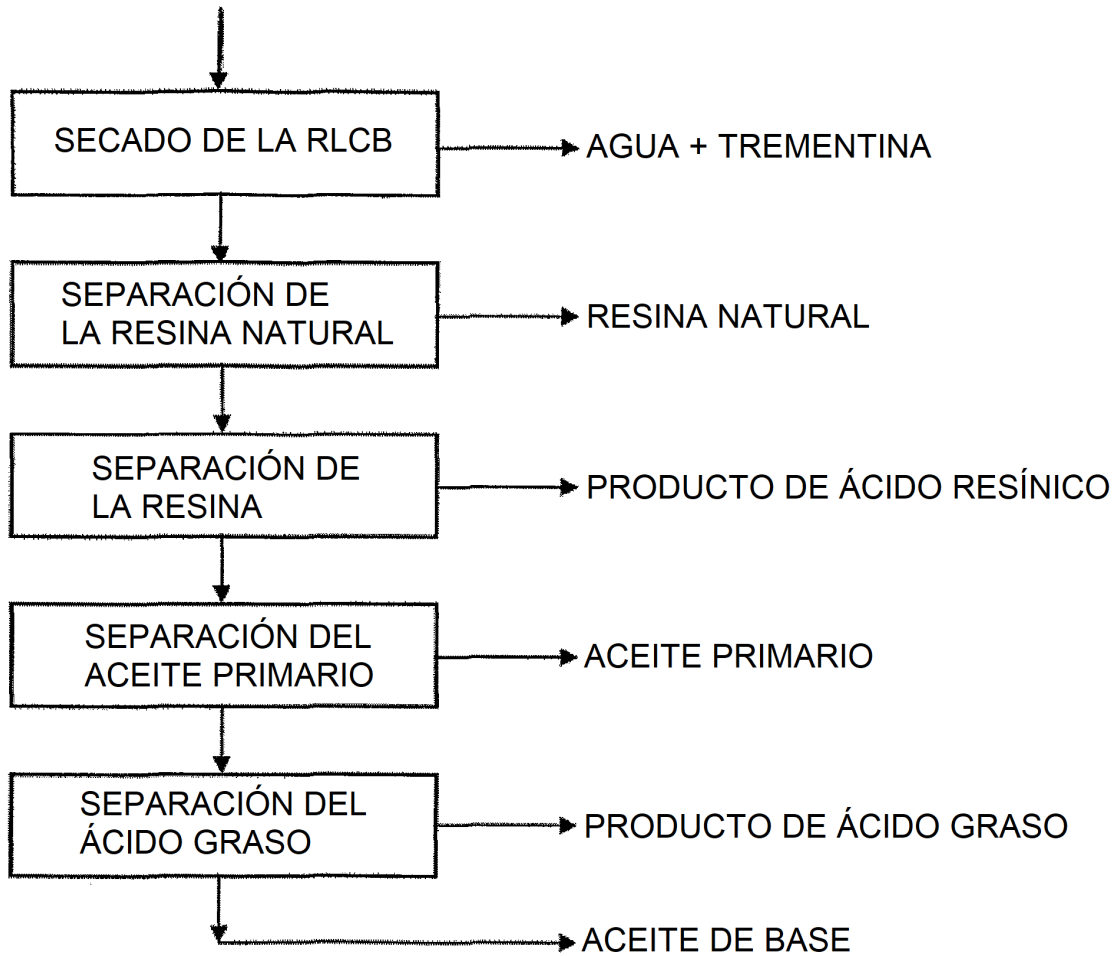 SECADO DE LA RLCB
AGUA + TREMENTINA
SEPARACIÓN DE
LA RESINA NATURAL
RESINA NATURAL
SEPARACIÓN DE
LA RESINA
PRODUCTO DE ÁCIDO RESÍNICO
SEPARACIÓN DEL
ACEITE PRIMARIO
ACEITE PRIMARIO
SEPARACIÓN DEL
ÁCIDO GRASO
PRODUCTO DE ÁCIDO GRASO
ACEITE DE BASE